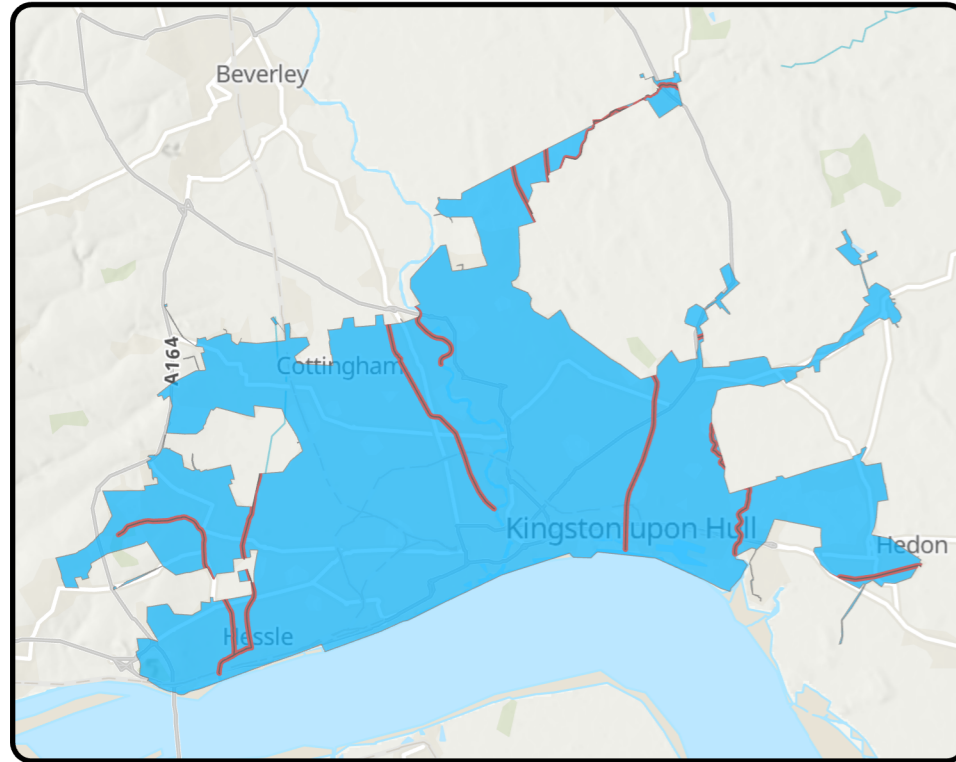 Beverley
A164
Cottingham
Kingston upon Hull
Hedon
Hessle